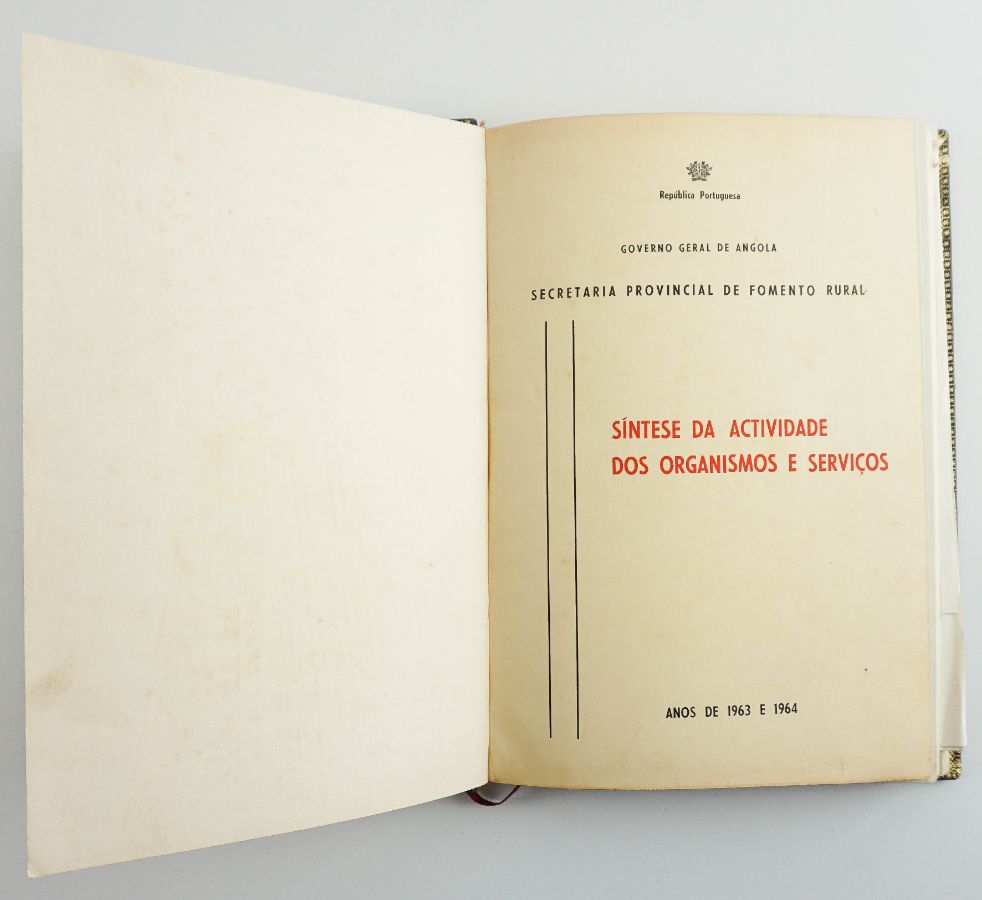 República Portuguesa
GOVERNO GERAL DE ANGOLA
SECRETARIA PROVINCIAL DE FOMENTO RURAL
SÍNTESE DA ACTIVIDADE
DOS ORGANISMOS E SERVIÇOS
ANOS DE 1963 E 1964